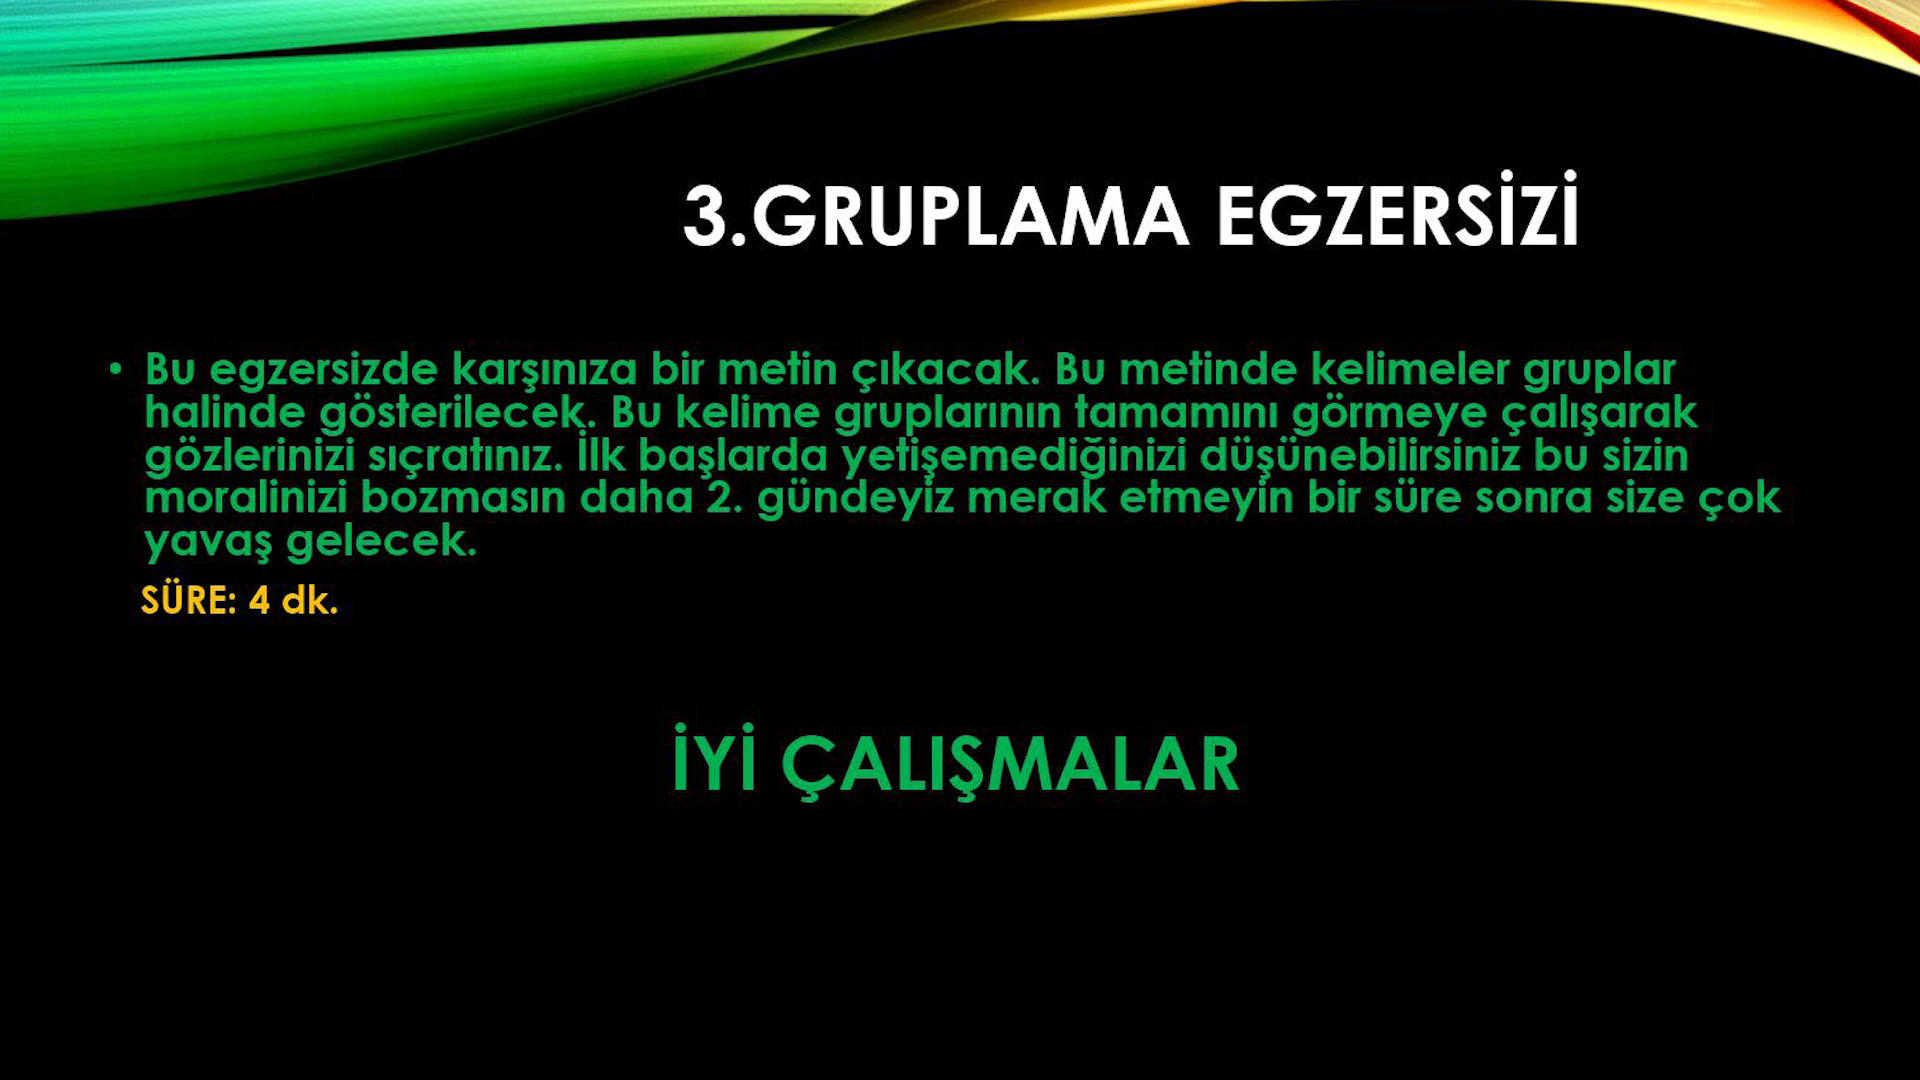 3.GRUPLAMA EGZERSİZİ
• Bu egzersizde karşınıza bir metin çıkacak. Bu metinde kelimeler gruplar
halinde gösterilecek. Bu kelime gruplarının tamamını görmeye çalışarak
gözlerinizi sıçratınız. İlk başlarda yetişemediğinizi düşünebilirsiniz bu sizin
moralinizi bozmasın daha 2. gündeyiz merak etmeyin bir süre sonra size çok
yavaş gelecek.
SÜRE: 4 dk.
İYİ ÇALIŞMALAR